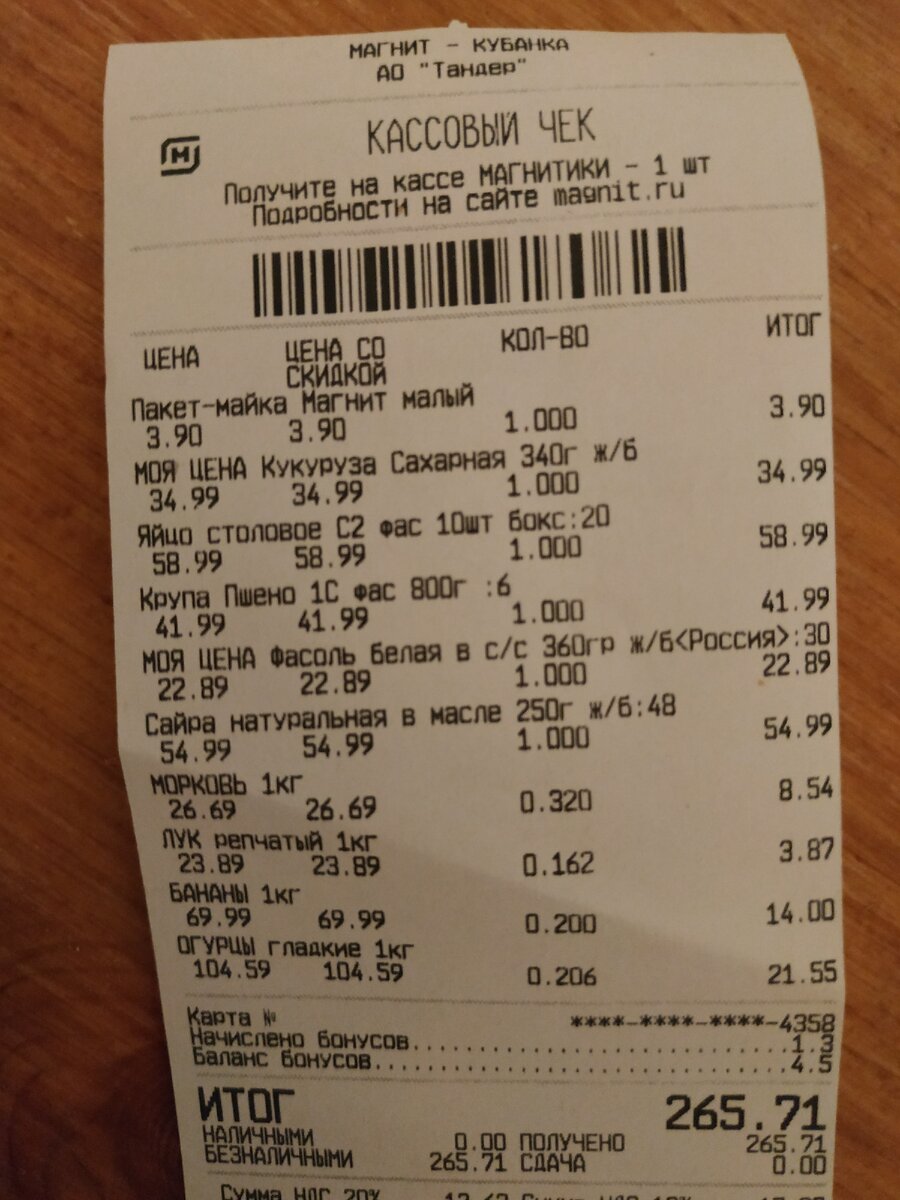 МАГНИТ - КУБАНКА
АО "Тандер"
КАССОВЫЙ ЧЕК
Получите на кассе МАГНИТИКИ - 1 шт
Подробности на сайте magnit.ru
ЦЕНА ЦЕНА СО СКИДКОЙ КОЛ-ВО ИТОГ
Пакет-майка Магнит малый
3.90 3.90 1.000 3.90
МОЯ ЦЕНА Кукуруза Сахарная 340г ж/б
34.99 34.99 1.000 34.99
Яйцо столовое С2 фас 10шт бокс:20
58.99 58.99 1.000 58.99
Крупа Пшено 1С фас 800г :6
41.99 41.99 1.000 41.99
МОЯ ЦЕНА Фасоль белая в с/с 360гр ж/б<Россия>:30
22.89 22.89 1.000 22.89
Сайра натуральная в масле 250г ж/б:48
54.99 54.99 1.000 54.99
МОРКОВЬ 1кг
26.69 26.69 0.320 8.54
ЛУК репчатый 1кг
23.89 23.89 0.162 3.87
БАНАНЫ 1кг
69.99 69.99 0.200 14.00
ОГУРЦЫ гладкие 1кг
104.59 104.59 0.206 21.55
Карта № ****-****-****-4358
Начислено бонусов..............................1.3
Баланс бонусов.................................4.5
ИТОГ 265.71
НАЛИЧНЫМИ 0.00 ПОЛУЧЕНО 265.71
БЕЗНАЛИЧНЫМИ 265.71 СДАЧА 0.00
Сумма НДС 20%